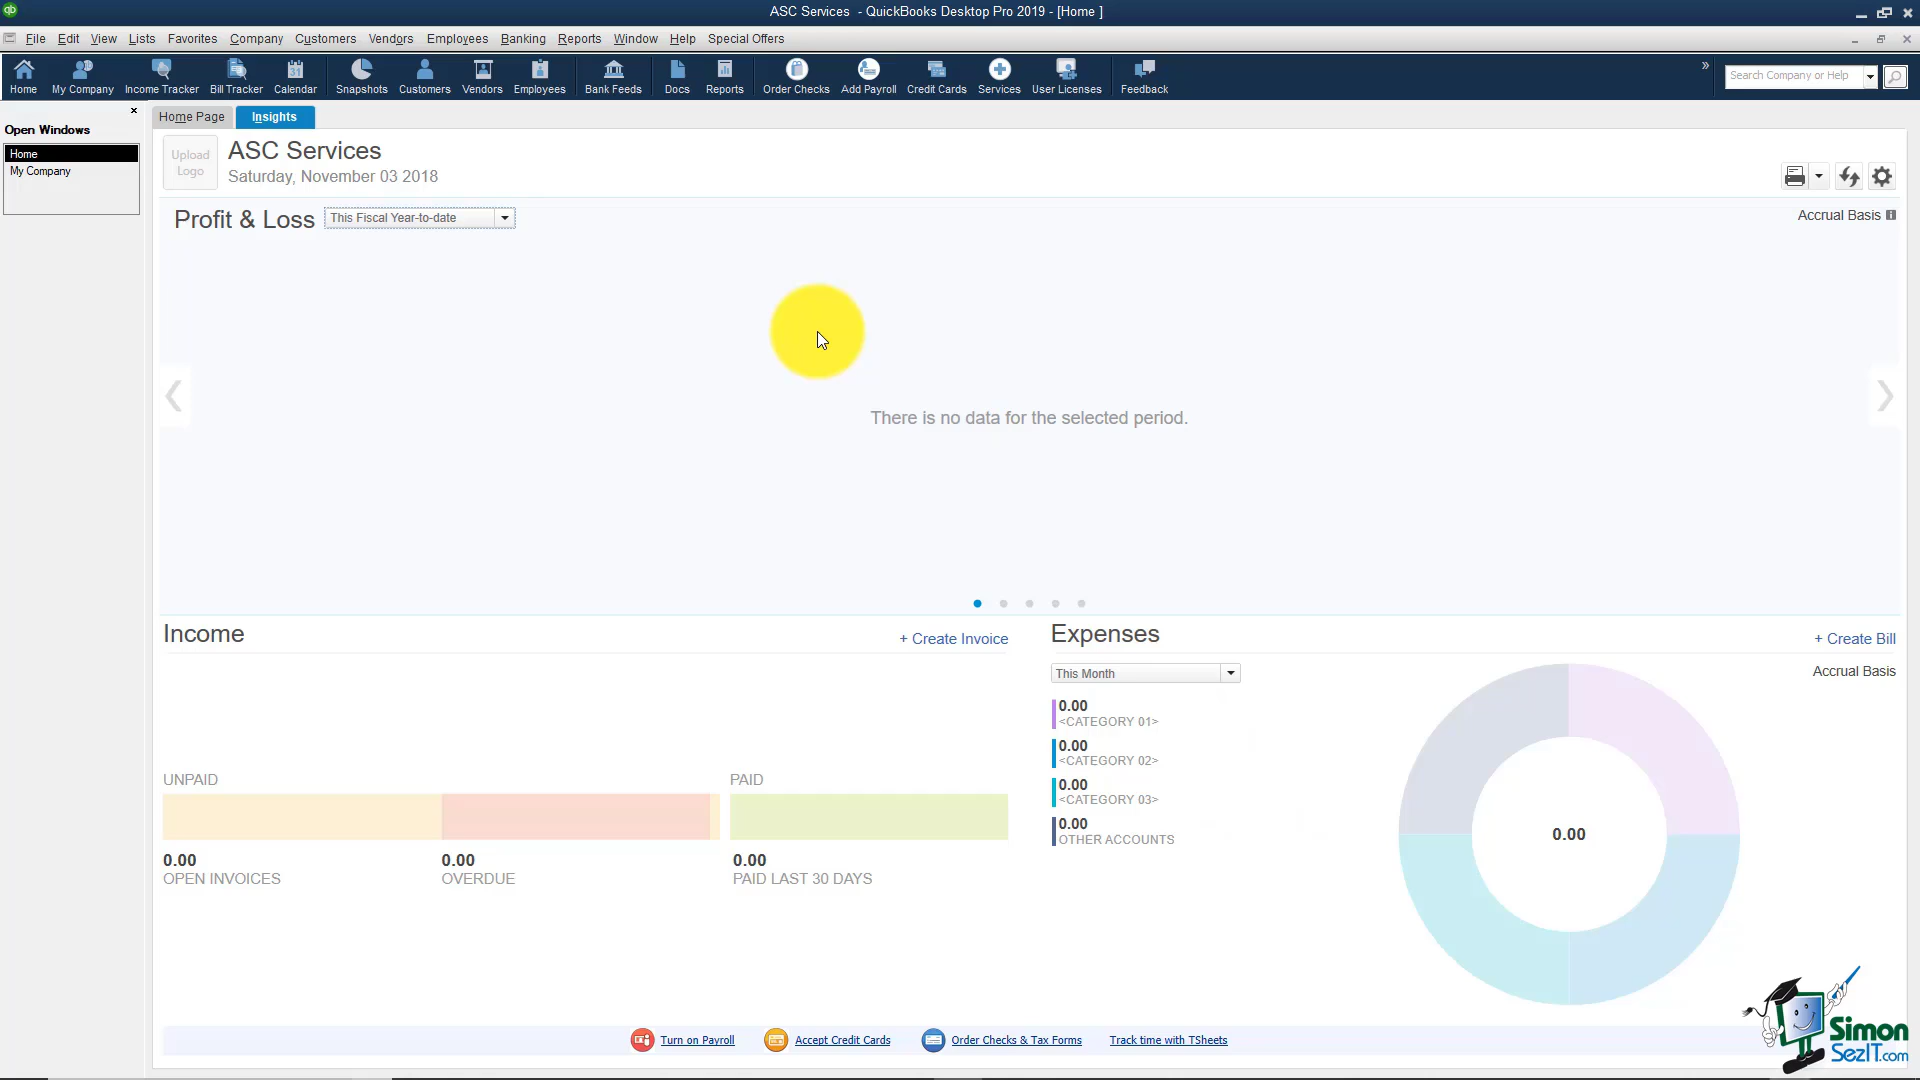 ASC Services - QuickBooks Desktop Pro 2019 - [Home ]
File Edit View Lists Favorites Company Customers Vendors Employees Banking Reports Window Help Special Offers
Home My Company Income Tracker Bill Tracker Calendar Snapshots Customers Vendors Employees Bank Feeds Docs Reports Order Checks Add Payroll Credit Cards Services User Licenses Feedback » Search Company or Help
Open Windows
Home
My Company
Home Page Insights
Upload
Logo
ASC Services
Saturday, November 03 2018
Profit & Loss This Fiscal Year-to-date Accrual Basis
There is no data for the selected period.
Income + Create Invoice
UNPAID PAID
0.00 0.00 0.00
OPEN INVOICES OVERDUE PAID LAST 30 DAYS
Expenses + Create Bill
This Month Accrual Basis
0.00
<CATEGORY 01>
0.00
<CATEGORY 02>
0.00
<CATEGORY 03>
0.00
OTHER ACCOUNTS
0.00
Turn on Payroll Accept Credit Cards Order Checks & Tax Forms Track time with TSheets
Simon
SezIT.com